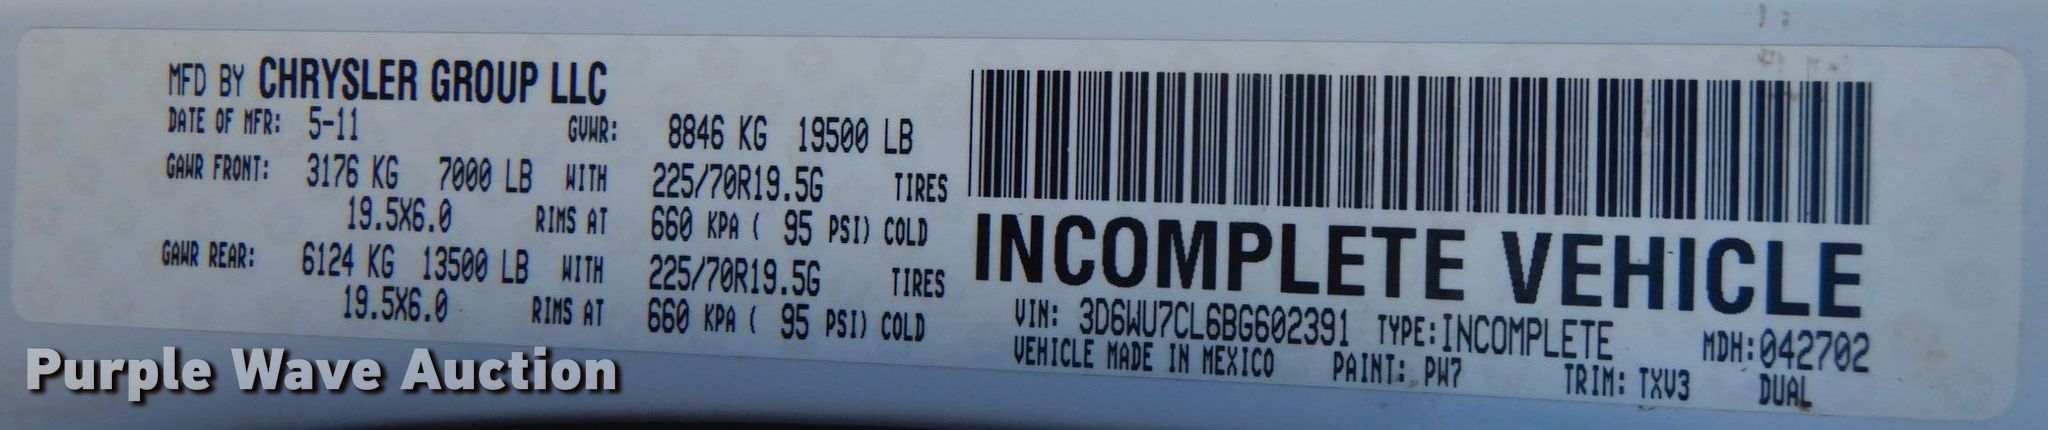 MFD BY CHRYSLER GROUP LLC
DATE OF MFR: 5-11 GVWR: 8846 KG 19500 LB
GAWR FRONT: 3176 KG 7000 LB WITH 225/70R19.5G TIRES
19.5X6.0 RIMS AT 660 KPA ( 95 PSI) COLD
GAWR REAR: 6124 KG 13500 LB WITH 225/70R19.5G TIRES
19.5X6.0 RIMS AT 660 KPA ( 95 PSI) COLD
INCOMPLETE VEHICLE
VIN: 3D6WU7CL6BG602391 TYPE: INCOMPLETE MDH: 042702
VEHICLE MADE IN MEXICO PAINT: PW7 TRIM: TXV3 DUAL
Purple Wave Auction